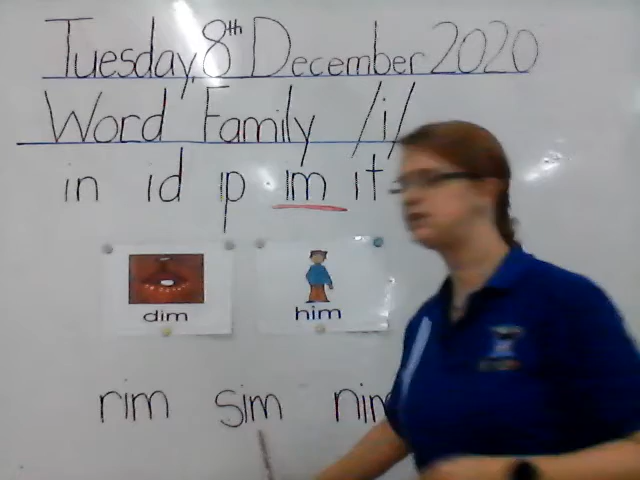 Tuesday, 8th December 2020
Word Family /i/
in id ip im it
dim him
rim sim